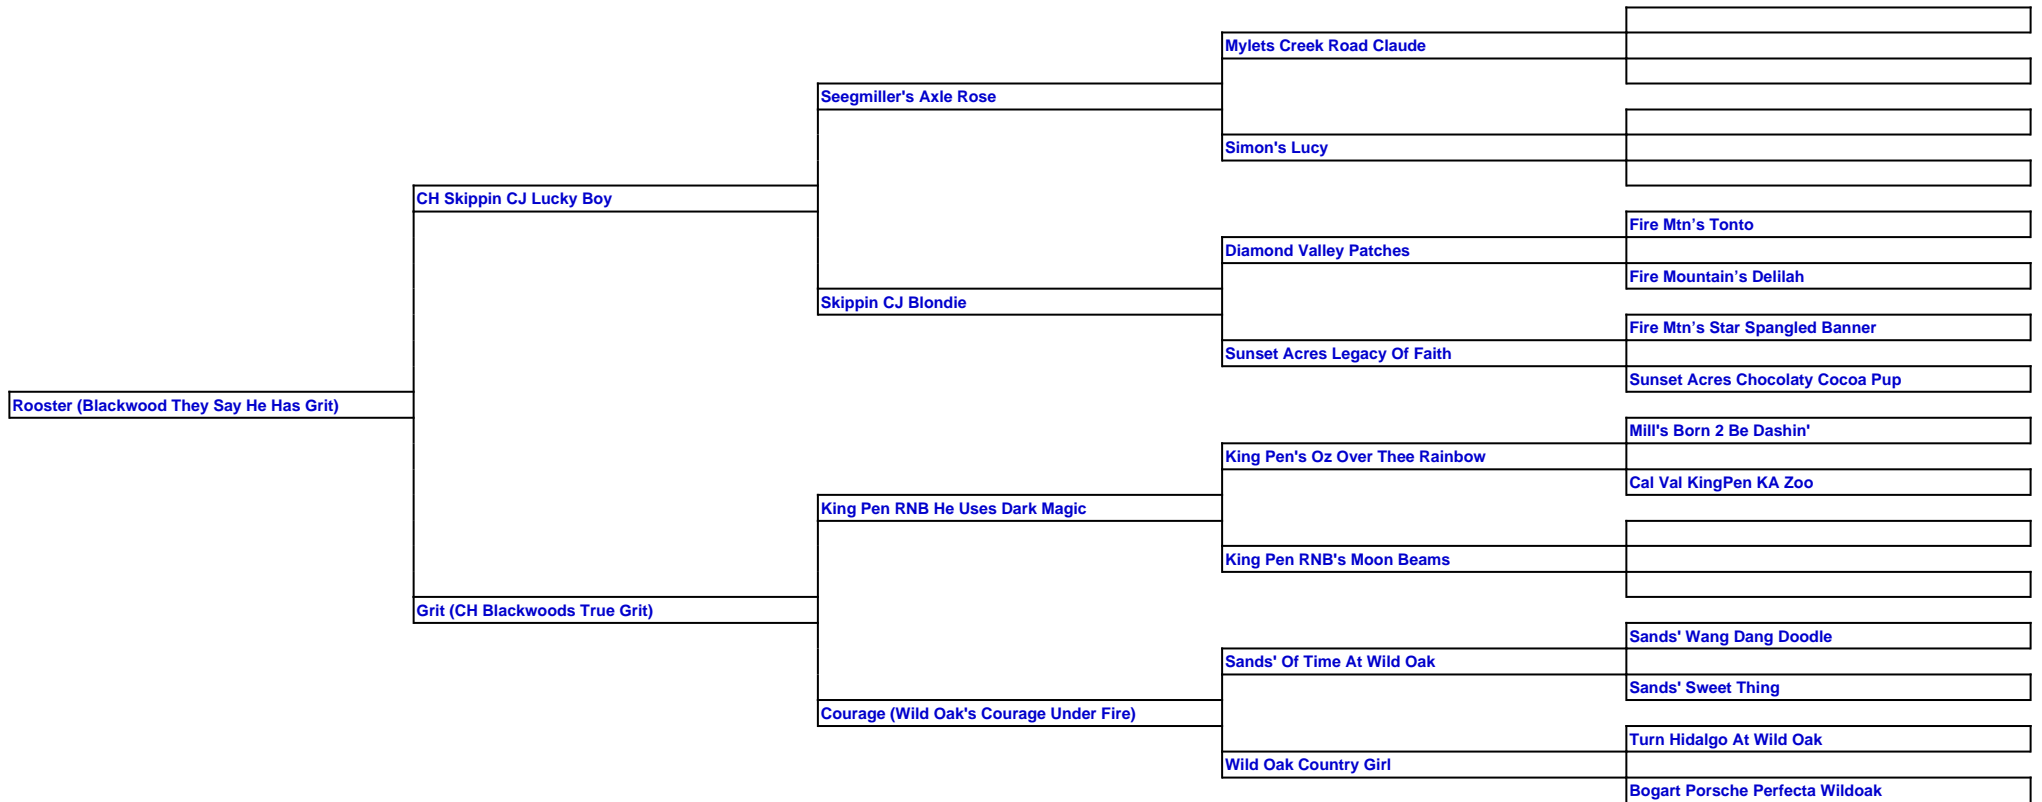 Mylets Creek Road Claude
Seegmiller's Axle Rose
Simon's Lucy
CH Skippin CJ Lucky Boy
Fire Mtn’s Tonto
Diamond Valley Patches
Fire Mountain’s Delilah
Skippin CJ Blondie
Fire Mtn’s Star Spangled Banner
Sunset Acres Legacy Of Faith
Sunset Acres Chocolaty Cocoa Pup
Rooster (Blackwood They Say He Has Grit)
Mill's Born 2 Be Dashin'
King Pen's Oz Over Thee Rainbow
Cal Val KingPen KA Zoo
King Pen RNB He Uses Dark Magic
King Pen RNB's Moon Beams
Grit (CH Blackwoods True Grit)
Sands' Wang Dang Doodle
Sands' Of Time At Wild Oak
Sands' Sweet Thing
Courage (Wild Oak's Courage Under Fire)
Turn Hidalgo At Wild Oak
Wild Oak Country Girl
Bogart Porsche Perfecta Wildoak